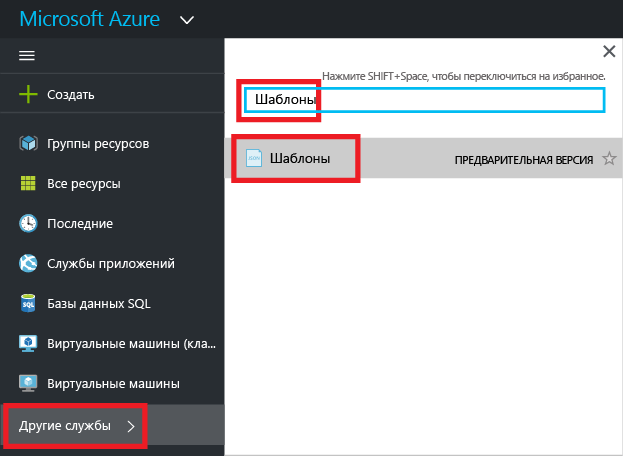 Microsoft Azure
Создать
Группы ресурсов
Все ресурсы
Последние
Службы приложений
Базы данных SQL
Виртуальные машины (кла...
Виртуальные машины
Другие службы
Нажмите SHIFT+Space, чтобы переключиться на избранное.
Шаблоны
Шаблоны ПРЕДВАРИТЕЛЬНАЯ ВЕРСИЯ